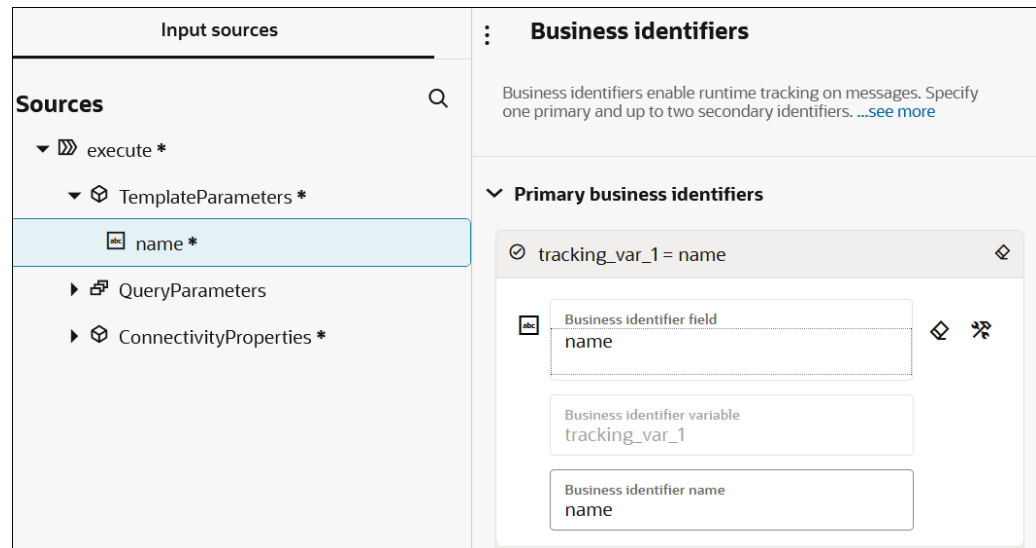 Input sources
Sources
execute *
TemplateParameters *
abc name *
QueryParameters
ConnectivityProperties *
Business identifiers
Business identifiers enable runtime tracking on messages. Specify
one primary and up to two secondary identifiers. ...see more
Primary business identifiers
tracking_var_1 = name
abc
Business identifier field
name
Business identifier variable
tracking_var_1
Business identifier name
name